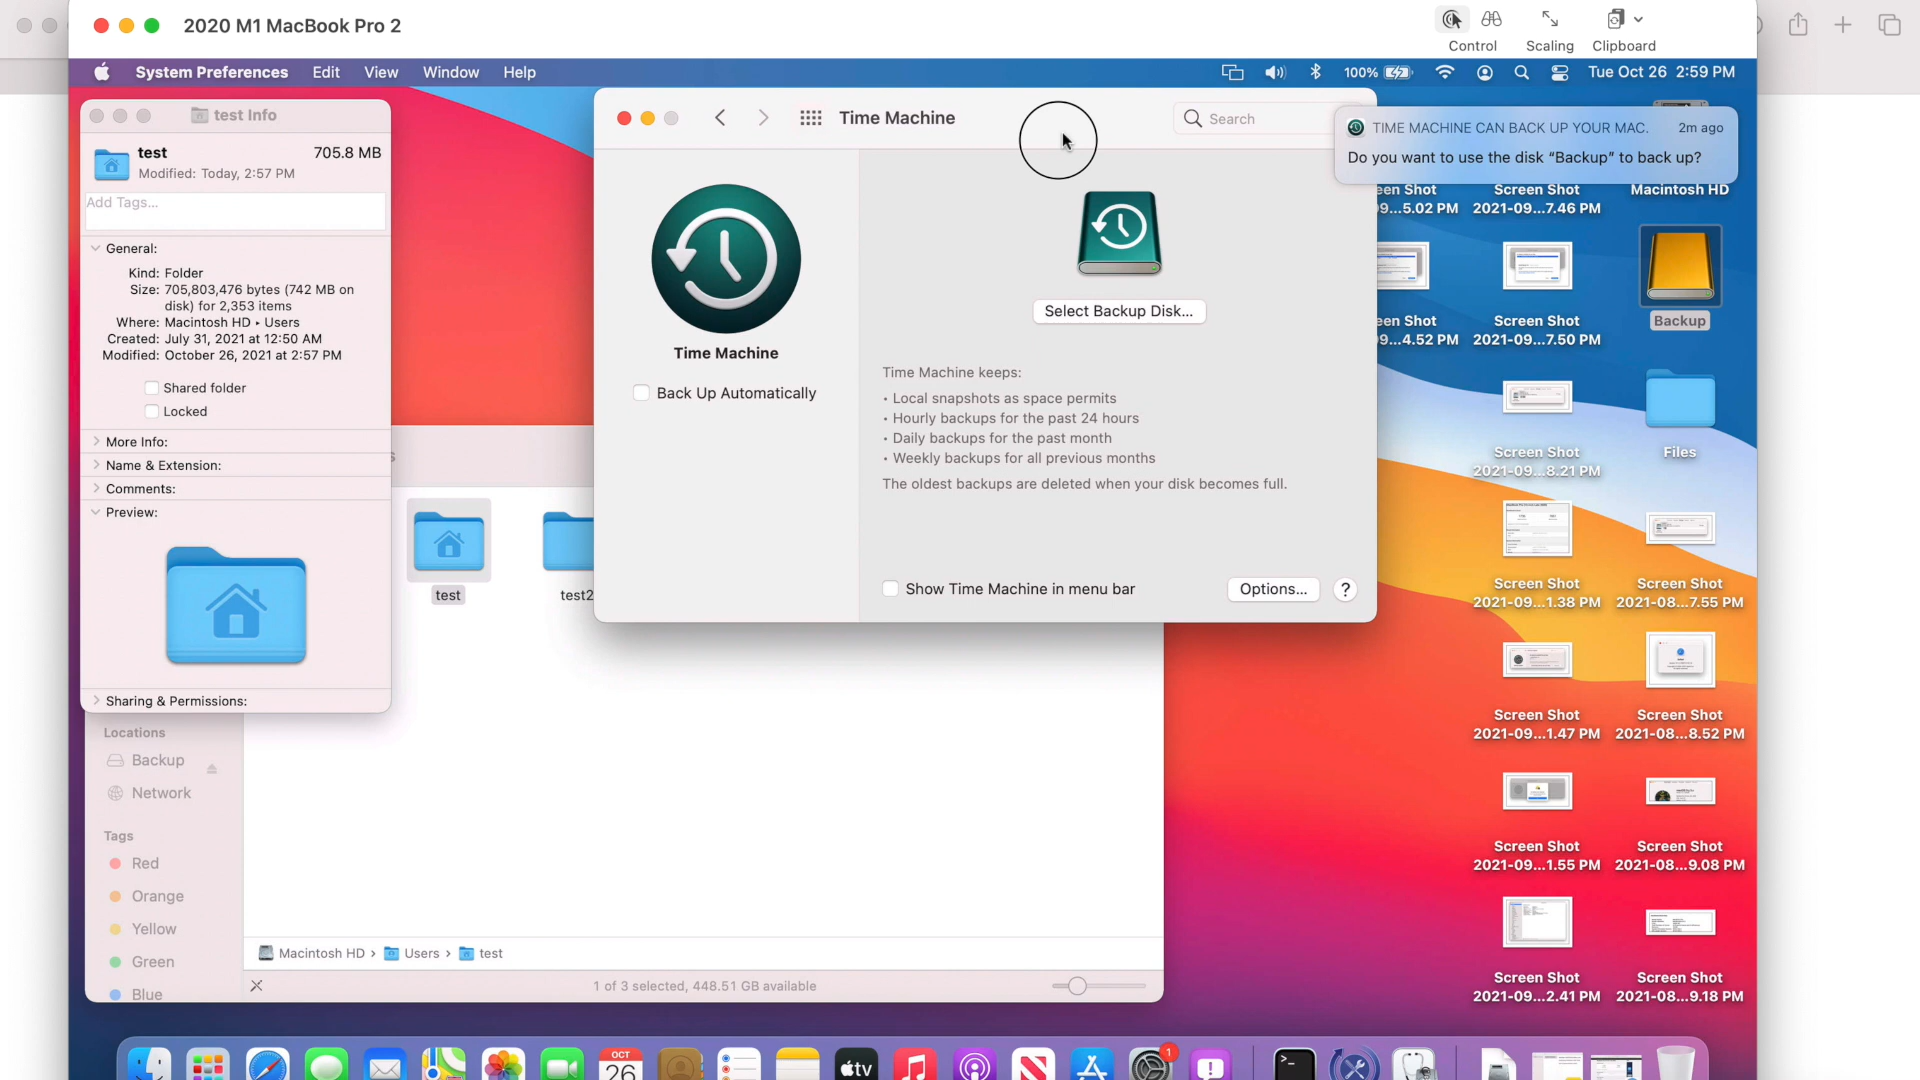 2020 M1 MacBook Pro 2
Control
Scaling
Clipboard
System Preferences Edit View Window Help
100%
Tue Oct 26 2:59 PM
test Info
test
705.8 MB
Modified: Today, 2:57 PM
Add Tags...
General:
Kind: Folder
Size: 705,803,476 bytes (742 MB on
disk) for 2,353 items
Where: Macintosh HD ▸ Users
Created: July 31, 2021 at 12:50 AM
Modified: October 26, 2021 at 2:57 PM
Shared folder
Locked
More Info:
Name & Extension:
Comments:
Preview:
Sharing & Permissions:
Time Machine
Search
Time Machine
Back Up Automatically
Select Backup Disk...
Time Machine keeps:
• Local snapshots as space permits
• Hourly backups for the past 24 hours
• Daily backups for the past month
• Weekly backups for all previous months
The oldest backups are deleted when your disk becomes full.
Show Time Machine in menu bar
Options...
?
TIME MACHINE CAN BACK UP YOUR MAC.
2m ago
Do you want to use the disk “Backup” to back up?
test
test2
Locations
Backup
Network
Tags
Red
Orange
Yellow
Green
Blue
Macintosh HD › Users › test
1 of 3 selected, 448.51 GB available
een Shot
9...5.02 PM
Screen Shot
2021-09...7.46 PM
Macintosh HD
een Shot
9...4.52 PM
Screen Shot
2021-09...7.50 PM
Backup
Screen Shot
2021-09...8.21 PM
Files
Screen Shot
2021-09...1.38 PM
Screen Shot
2021-08...7.55 PM
Screen Shot
2021-09...1.47 PM
Screen Shot
2021-08...8.52 PM
Screen Shot
2021-09...1.55 PM
Screen Shot
2021-08...9.08 PM
Screen Shot
2021-09...2.41 PM
Screen Shot
2021-08...9.18 PM
OCT
26
tv
1